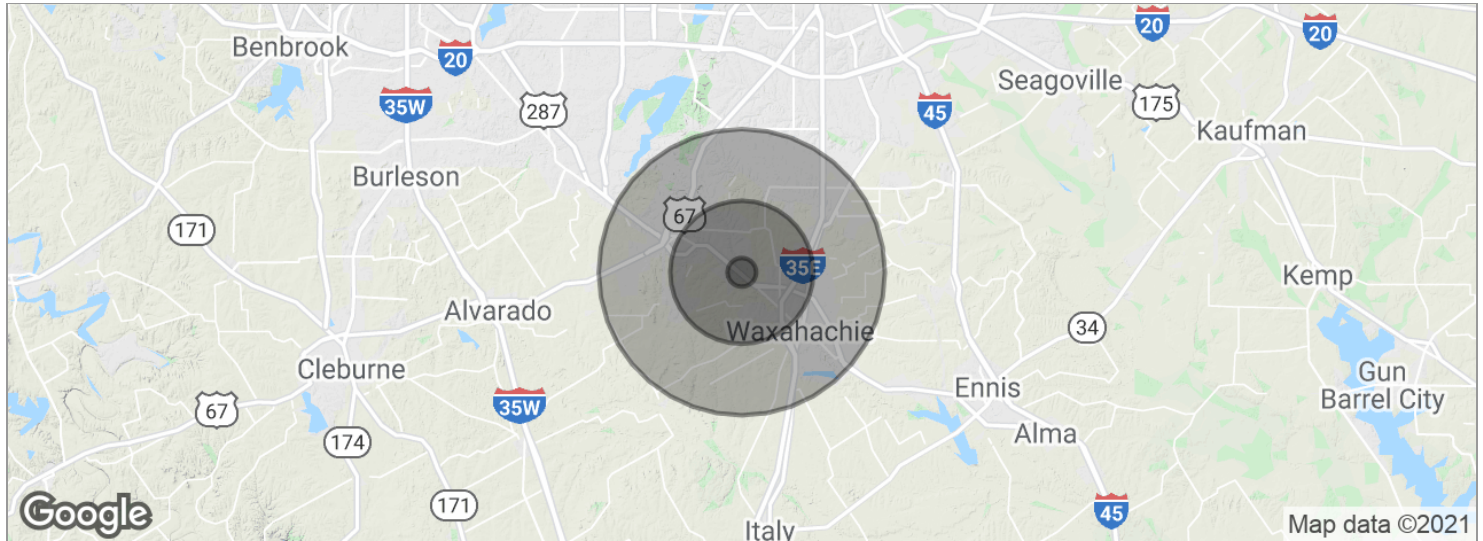 Benbrook
20
20
20
Seagoville
35W
287
45
175
Kaufman
Burleson
67
171
35E
Kemp
Alvarado
Waxahachie
34
Cleburne
Ennis
Gun
Barrel City
67
35W
174
Alma
171
45
Google
Italy
Map data ©2021